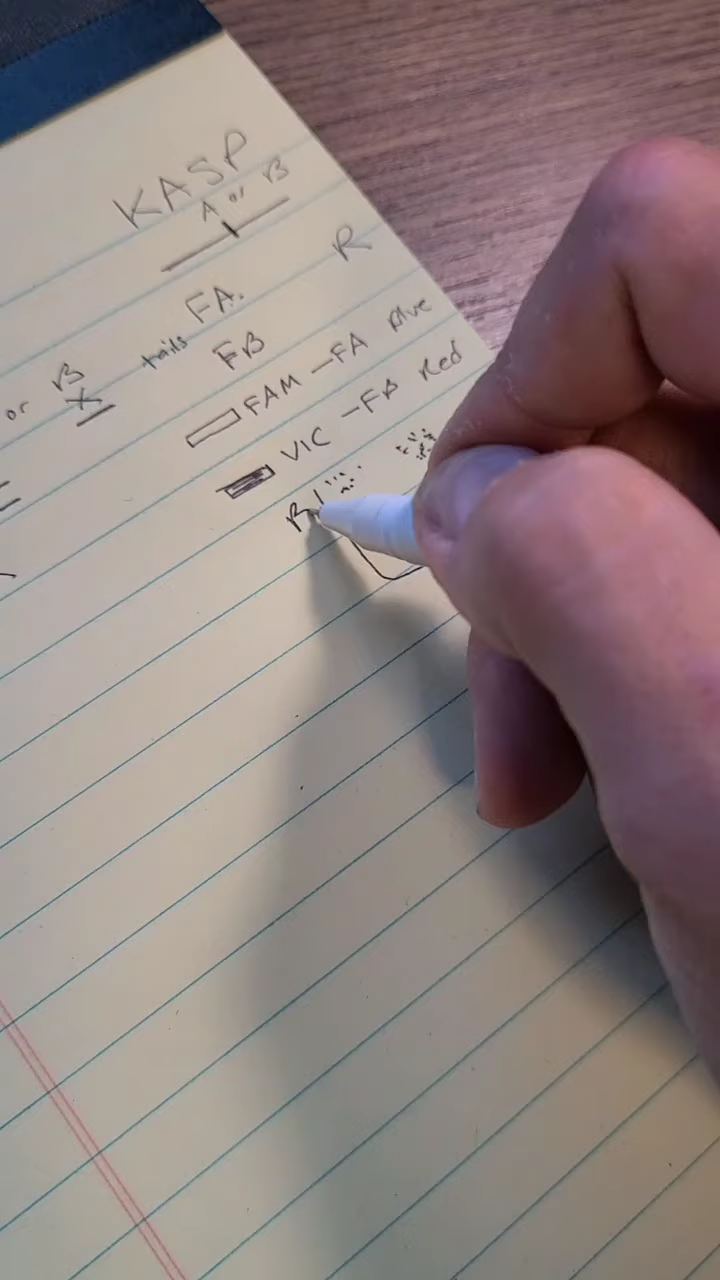 KASP
A or B
R
FA.
or B tails FB
X
FAM -FA Blue
VIC -FB Red
B